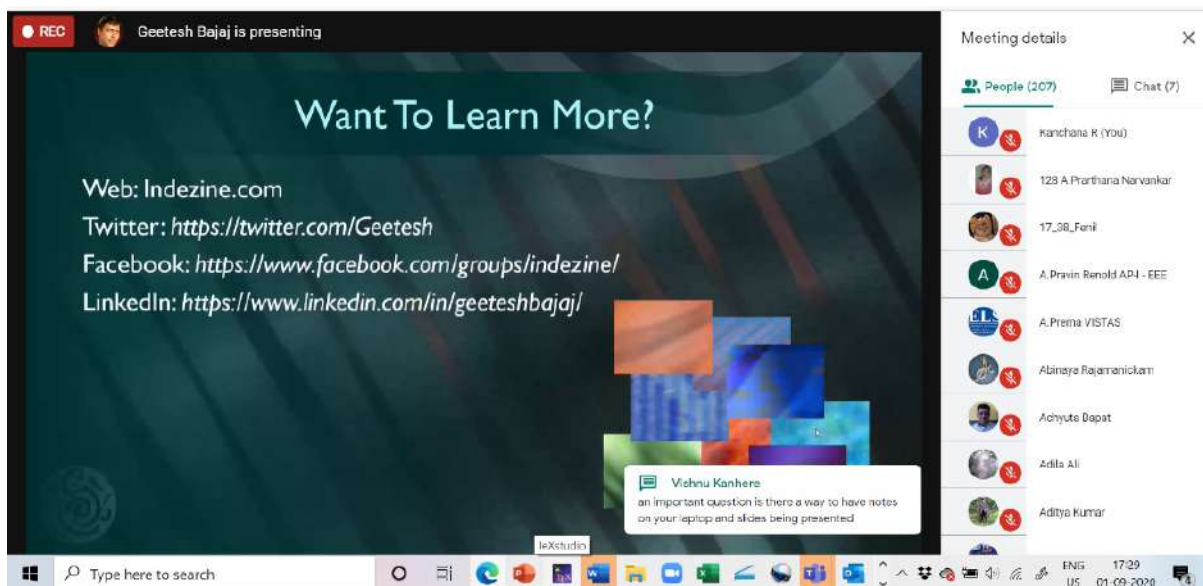 REC
Geetesh Bajaj is presenting
Want To Learn More?
Web: Indezine.com
Twitter: https://twitter.com/Geetesh
Facebook: https://www.facebook.com/groups/indezine/
LinkedIn: https://www.linkedin.com/in/geeteshbajaj/
Vishnu Kanhere
an important question is there a way to have notes
on your laptop and slides being presented
Meeting details
People (207)
Chat (7)
K
Kanchana R (You)
128 A.Prarthana Narvankar
17_38_Fenil
A
A.Pravin Renold AP-I - EEE
A.Prema VISTAS
Abinaya Rajamanickam
Achyuta Bapat
Adila Ali
Aditya Kumar
leXstudio
Type here to search
ENG
US
17:29
01-09-2020